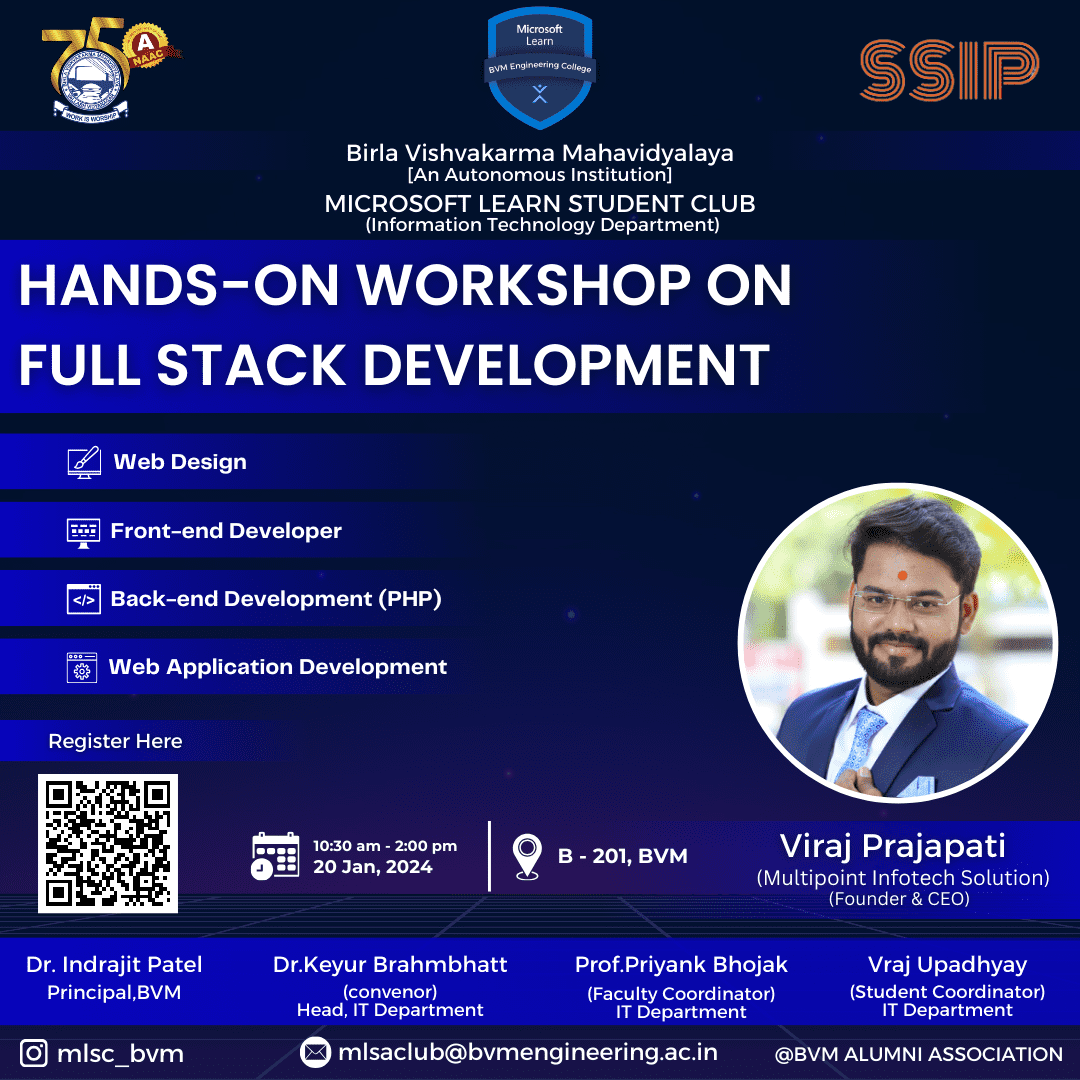 75
A
NAAC
WORK IS WORSHIP
Microsoft
Learn
BVM Engineering College
SSIP
Birla Vishvakarma Mahavidyalaya
[An Autonomous Institution]
MICROSOFT LEARN STUDENT CLUB
(Information Technology Department)
HANDS-ON WORKSHOP ON
FULL STACK DEVELOPMENT
Web Design
Front-end Developer
Back-end Development (PHP)
Web Application Development
Register Here
10:30 am - 2:00 pm
20 Jan, 2024
B - 201, BVM
Viraj Prajapati
(Multipoint Infotech Solution)
(Founder & CEO)
Dr. Indrajit Patel
Principal,BVM
Dr.Keyur Brahmbhatt
(convenor)
Head, IT Department
Prof.Priyank Bhojak
(Faculty Coordinator)
IT Department
Vraj Upadhyay
(Student Coordinator)
IT Department
mlsc_bvm
mlsaclub@bvmengineering.ac.in
@BVM ALUMNI ASSOCIATION